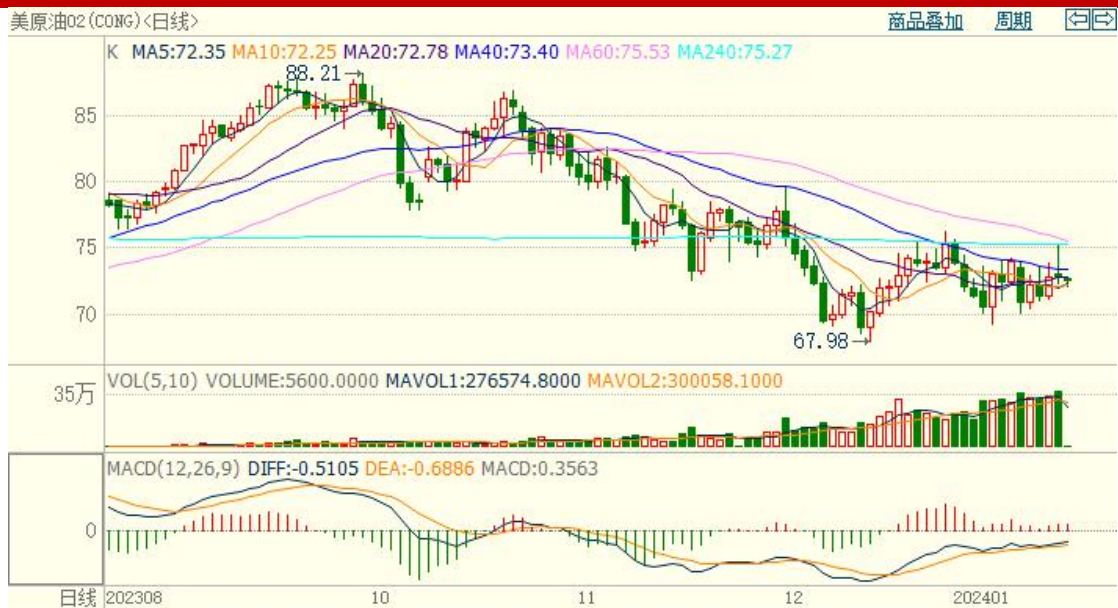 美原油02(CONG)<日线>
商品叠加 周期
K MA5:72.35 MA10:72.25 MA20:72.78 MA40:73.40 MA60:75.53 MA240:75.27
88.21→
85
80
75
70
67.98→
VOL(5,10) VOLUME:5600.0000 MAVOL1:276574.8000 MAVOL2:300058.1000
35万
MACD(12,26,9) DIFF:-0.5105 DEA:-0.6886 MACD:0.3563
0
日线 202308 10 11 12 202401